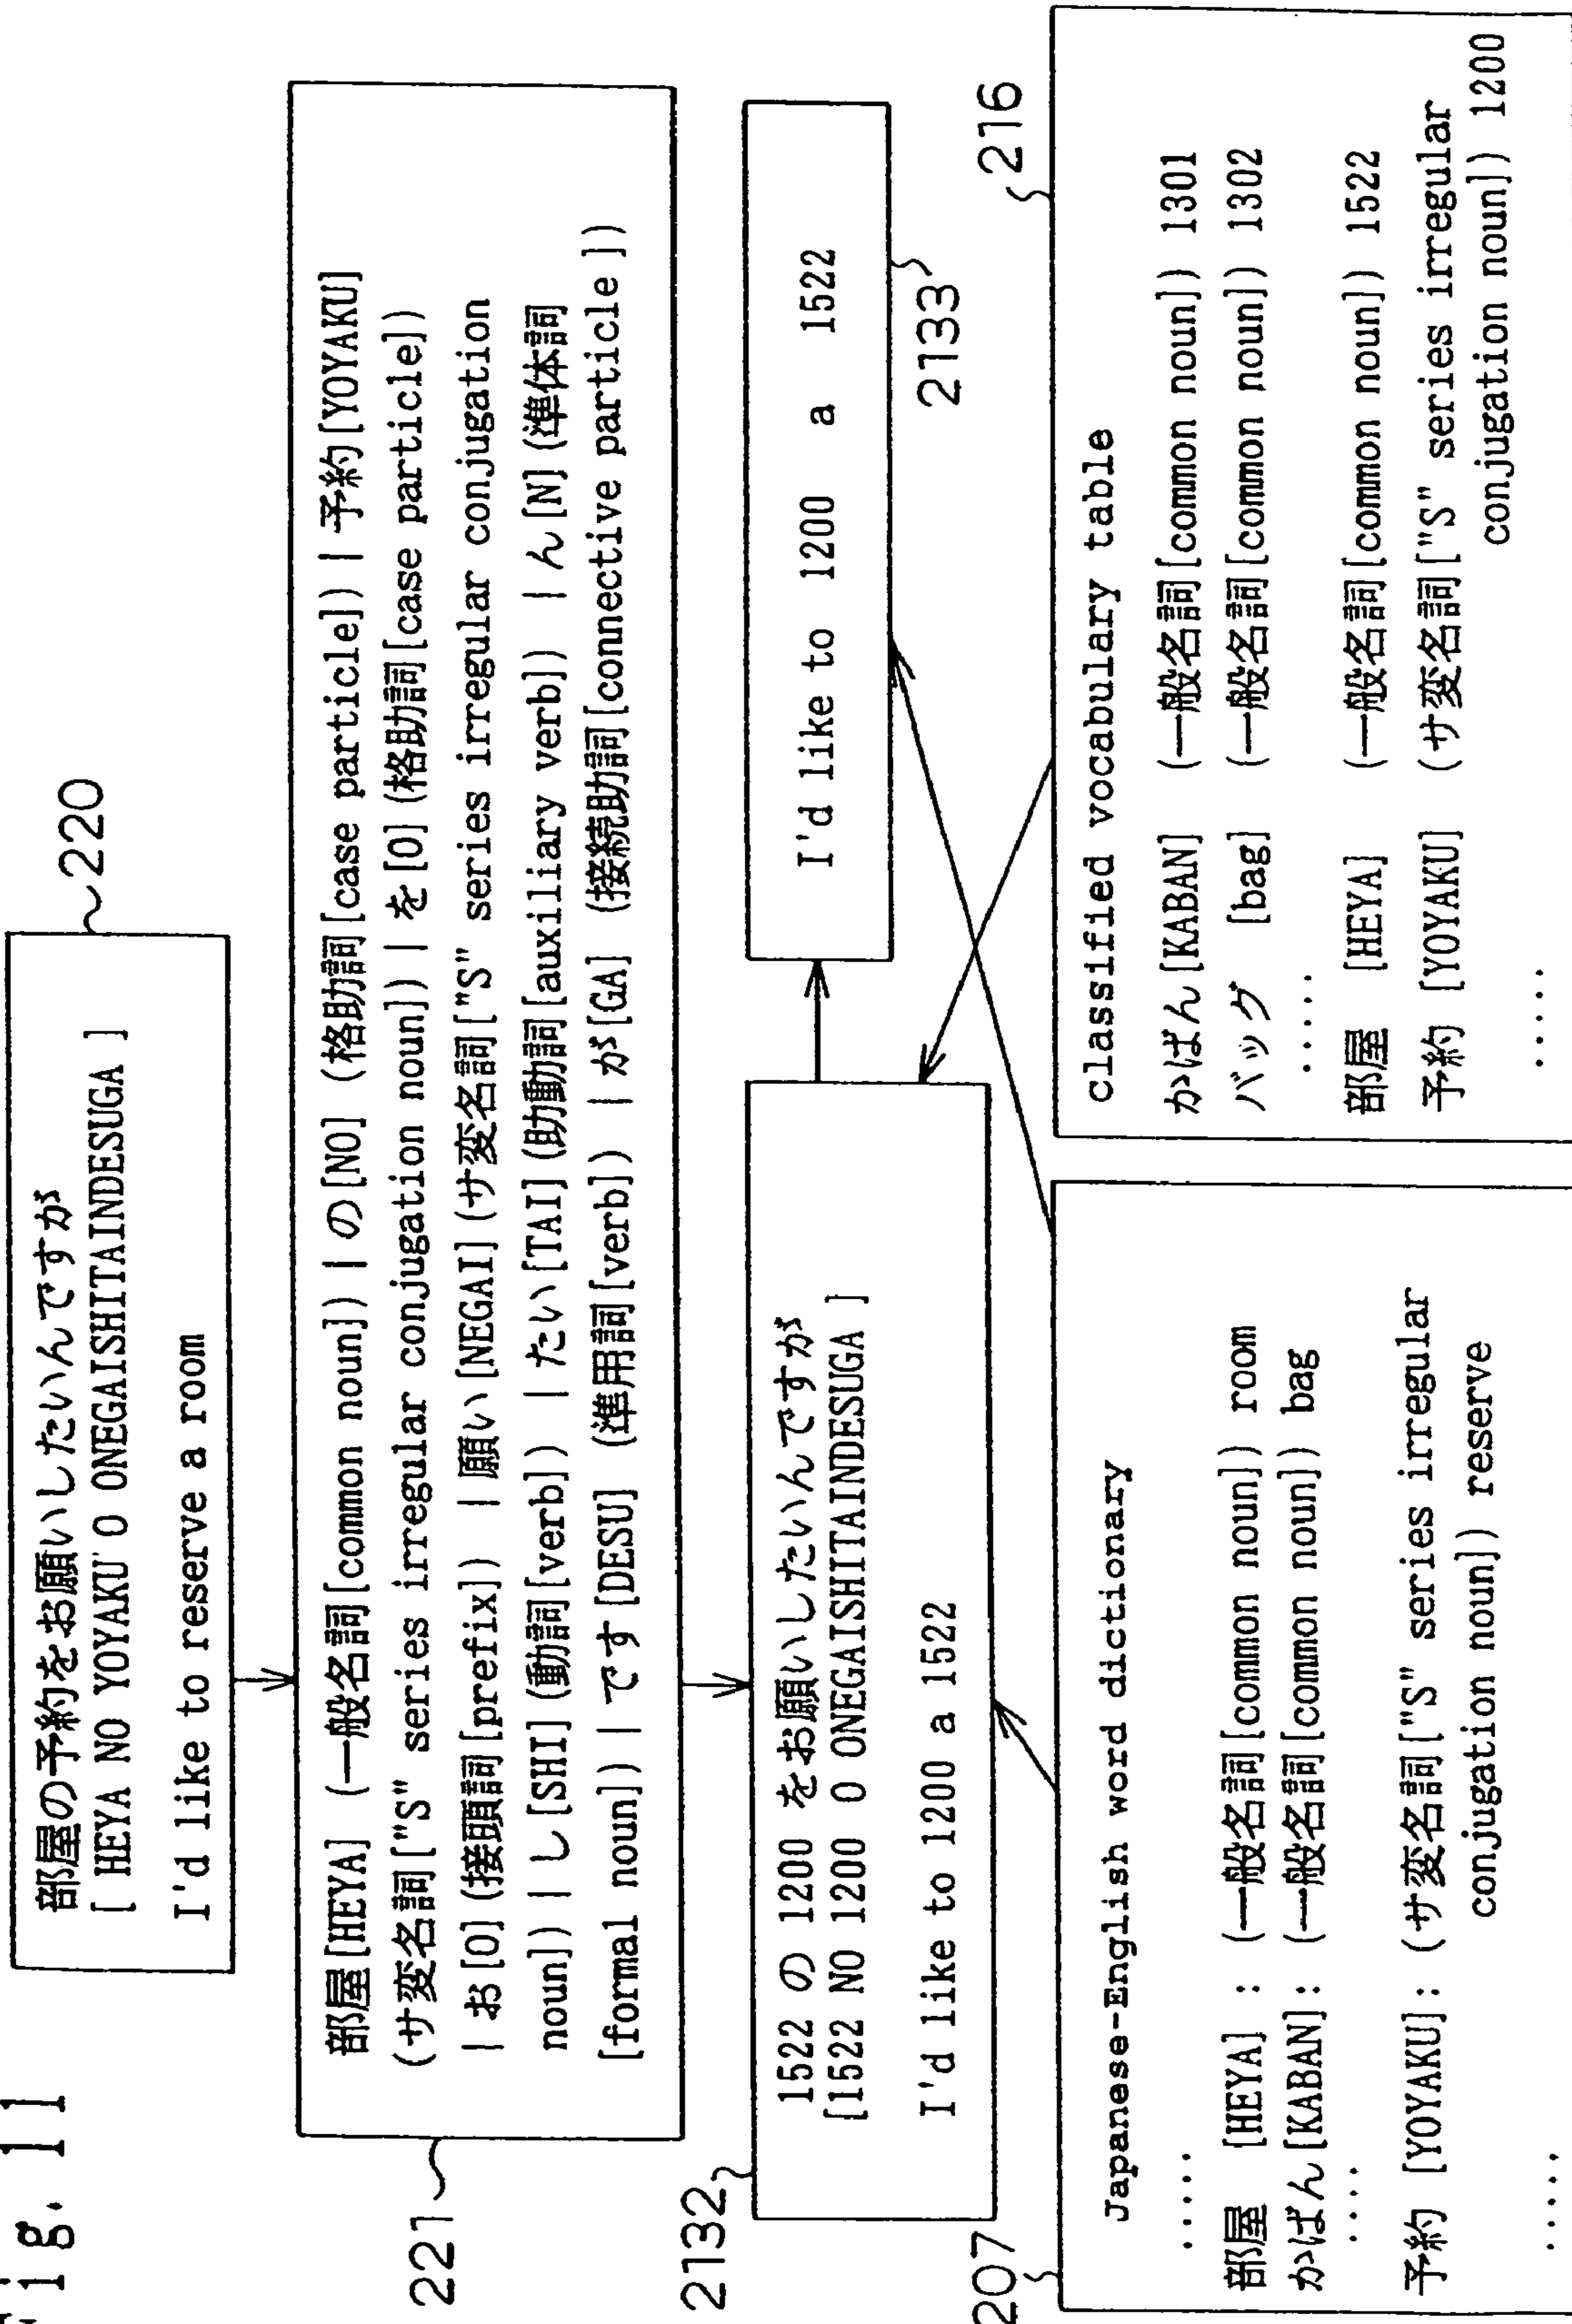 Fig. 11
部屋の予約をお願いしたいんですが
[ HEYA NO YOYAKU O ONEGAISHITAINDESUGA ]
I'd like to reserve a room
220
部屋[HEYA] (一般名詞[common noun]) | の[NO] (格助詞[case particle]) | 予約[YOYAKU]
(サ変名詞["S" series irregular conjugation noun]) | を[O] (格助詞[case particle])
| お[O] (接頭詞[prefix]) | 願い[NEGAI] (サ変名詞["S" series irregular conjugation
noun]) | し[SHI] (動詞[verb]) | たい[TAI] (助動詞[auxiliary verb]) | ん[N] (準体詞
[formal noun]) | です[DESU] (準用詞[verb]) | が[GA] (接続助詞[connective particle])
221
2132
1522 の 1200 をお願いしたいんですが
[1522 NO 1200 O ONEGAISHITAINDESUGA ]
I'd like to 1200 a 1522
I'd like to 1200 a 1522
2133
207
Japanese-English word dictionary
.....
部屋 [HEYA] : (一般名詞[common noun]) room
かばん[KABAN]: (一般名詞[common noun]) bag
....
予約 [YOYAKU]: (サ変名詞["S" series irregular
conjugation noun]) reserve
.....
216
classified vocabulary table
かばん[KABAN] (一般名詞[common noun]) 1301
バッグ [bag] (一般名詞[common noun]) 1302
.....
部屋 [HEYA] (一般名詞[common noun]) 1522
予約 [YOYAKU] (サ変名詞["S" series irregular
conjugation noun]) 1200
.....